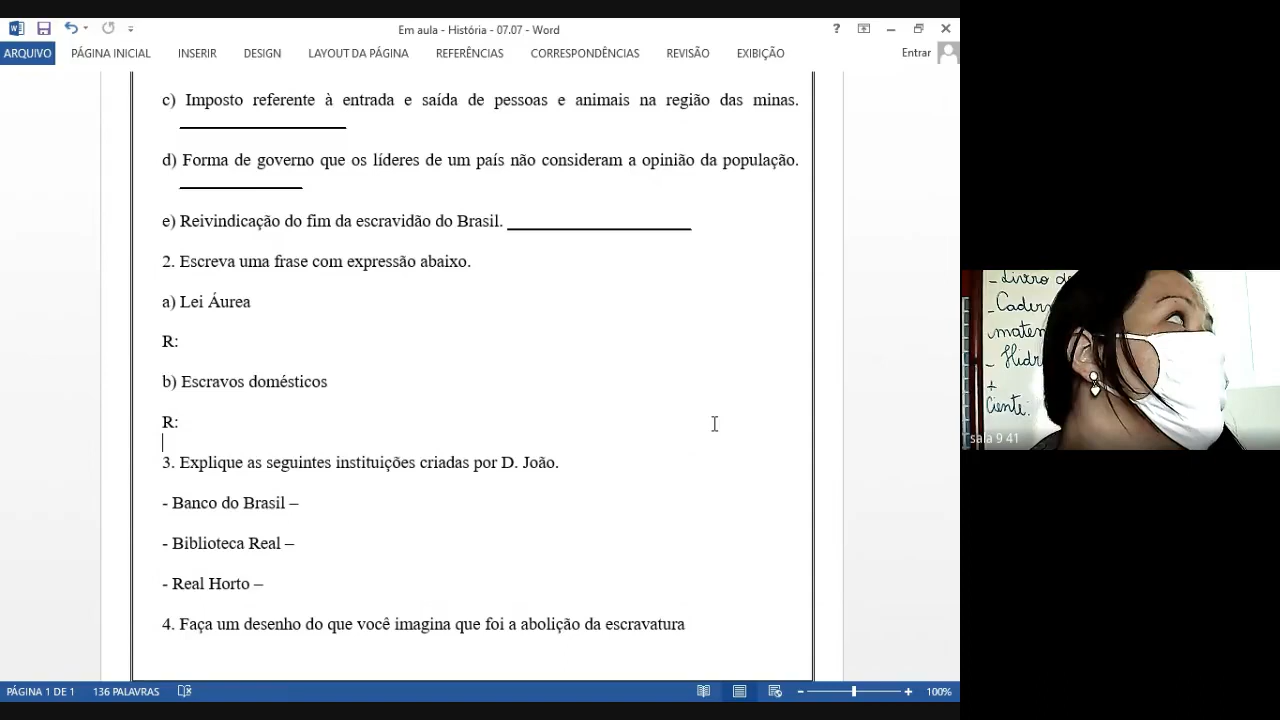 Em aula - História - 07.07 - Word
ARQUIVO PÁGINA INICIAL INSERIR DESIGN LAYOUT DA PÁGINA REFERÊNCIAS CORRESPONDÊNCIAS REVISÃO EXIBIÇÃO Entrar
c) Imposto referente à entrada e saída de pessoas e animais na região das minas.
d) Forma de governo que os líderes de um país não consideram a opinião da população.
e) Reivindicação do fim da escravidão do Brasil.
2. Escreva uma frase com expressão abaixo.
a) Lei Áurea
R:
b) Escravos domésticos
R:
3. Explique as seguintes instituições criadas por D. João.
- Banco do Brasil –
- Biblioteca Real –
- Real Horto –
4. Faça um desenho do que você imagina que foi a abolição da escravatura
PÁGINA 1 DE 1 136 PALAVRAS 100%
- Livro
+
sala 9 41